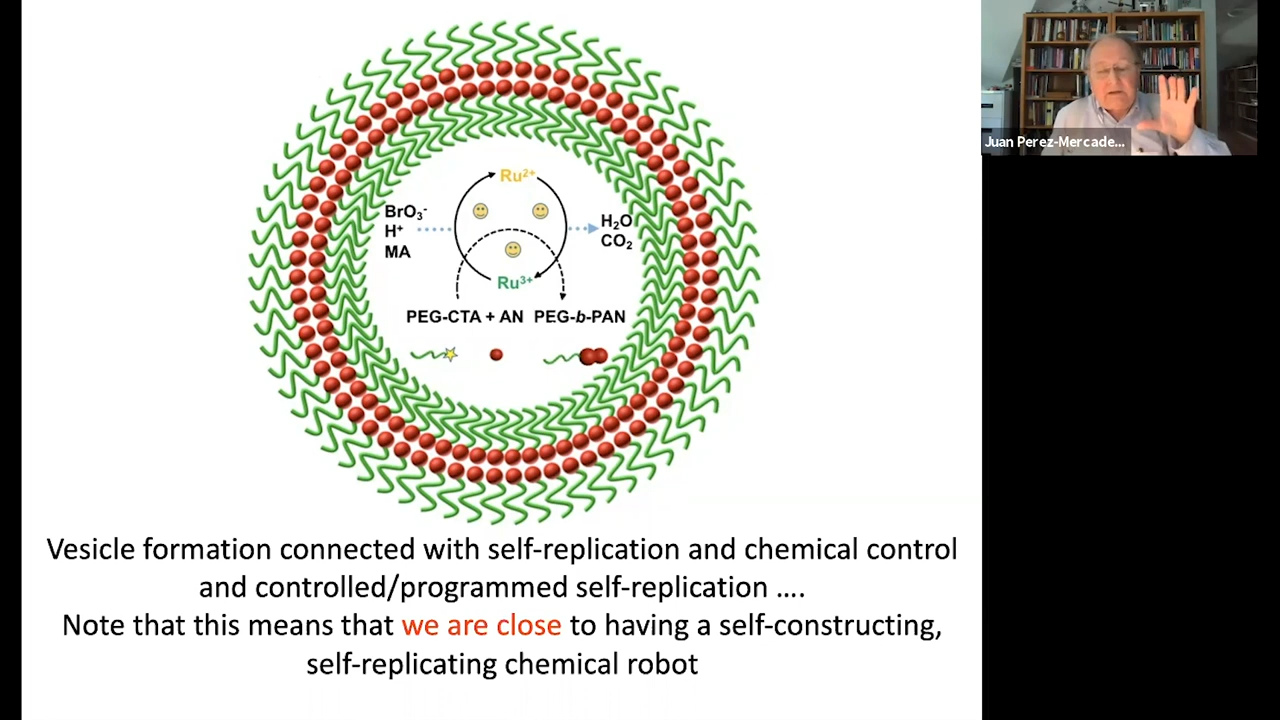 Ru²⁺
BrO₃⁻
H⁺
MA
H₂O
CO₂
Ru³⁺
PEG-CTA + AN PEG-b-PAN
Vesicle formation connected with self-replication and chemical control
and controlled/programmed self-replication ....
Note that this means that we are close to having a self-constructing,
self-replicating chemical robot
Juan Perez-Mercade...